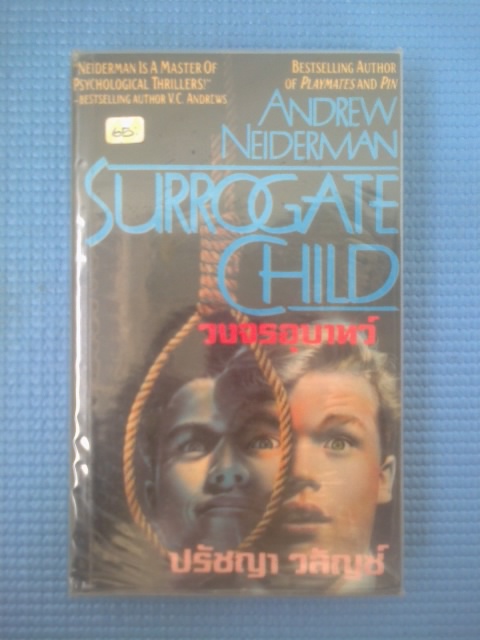 "NEIDERMAN IS A MASTER OF
PSYCHOLOGICAL THRILLERS!"
—BESTSELLING AUTHOR V.C. ANDREWS
BESTSELLING AUTHOR
OF PLAYMATES AND PIN
ANDREW
NEIDERMAN
SURROGATE
CHILD
วงจรอุบาทว์
ปรัชญา วลัญช์